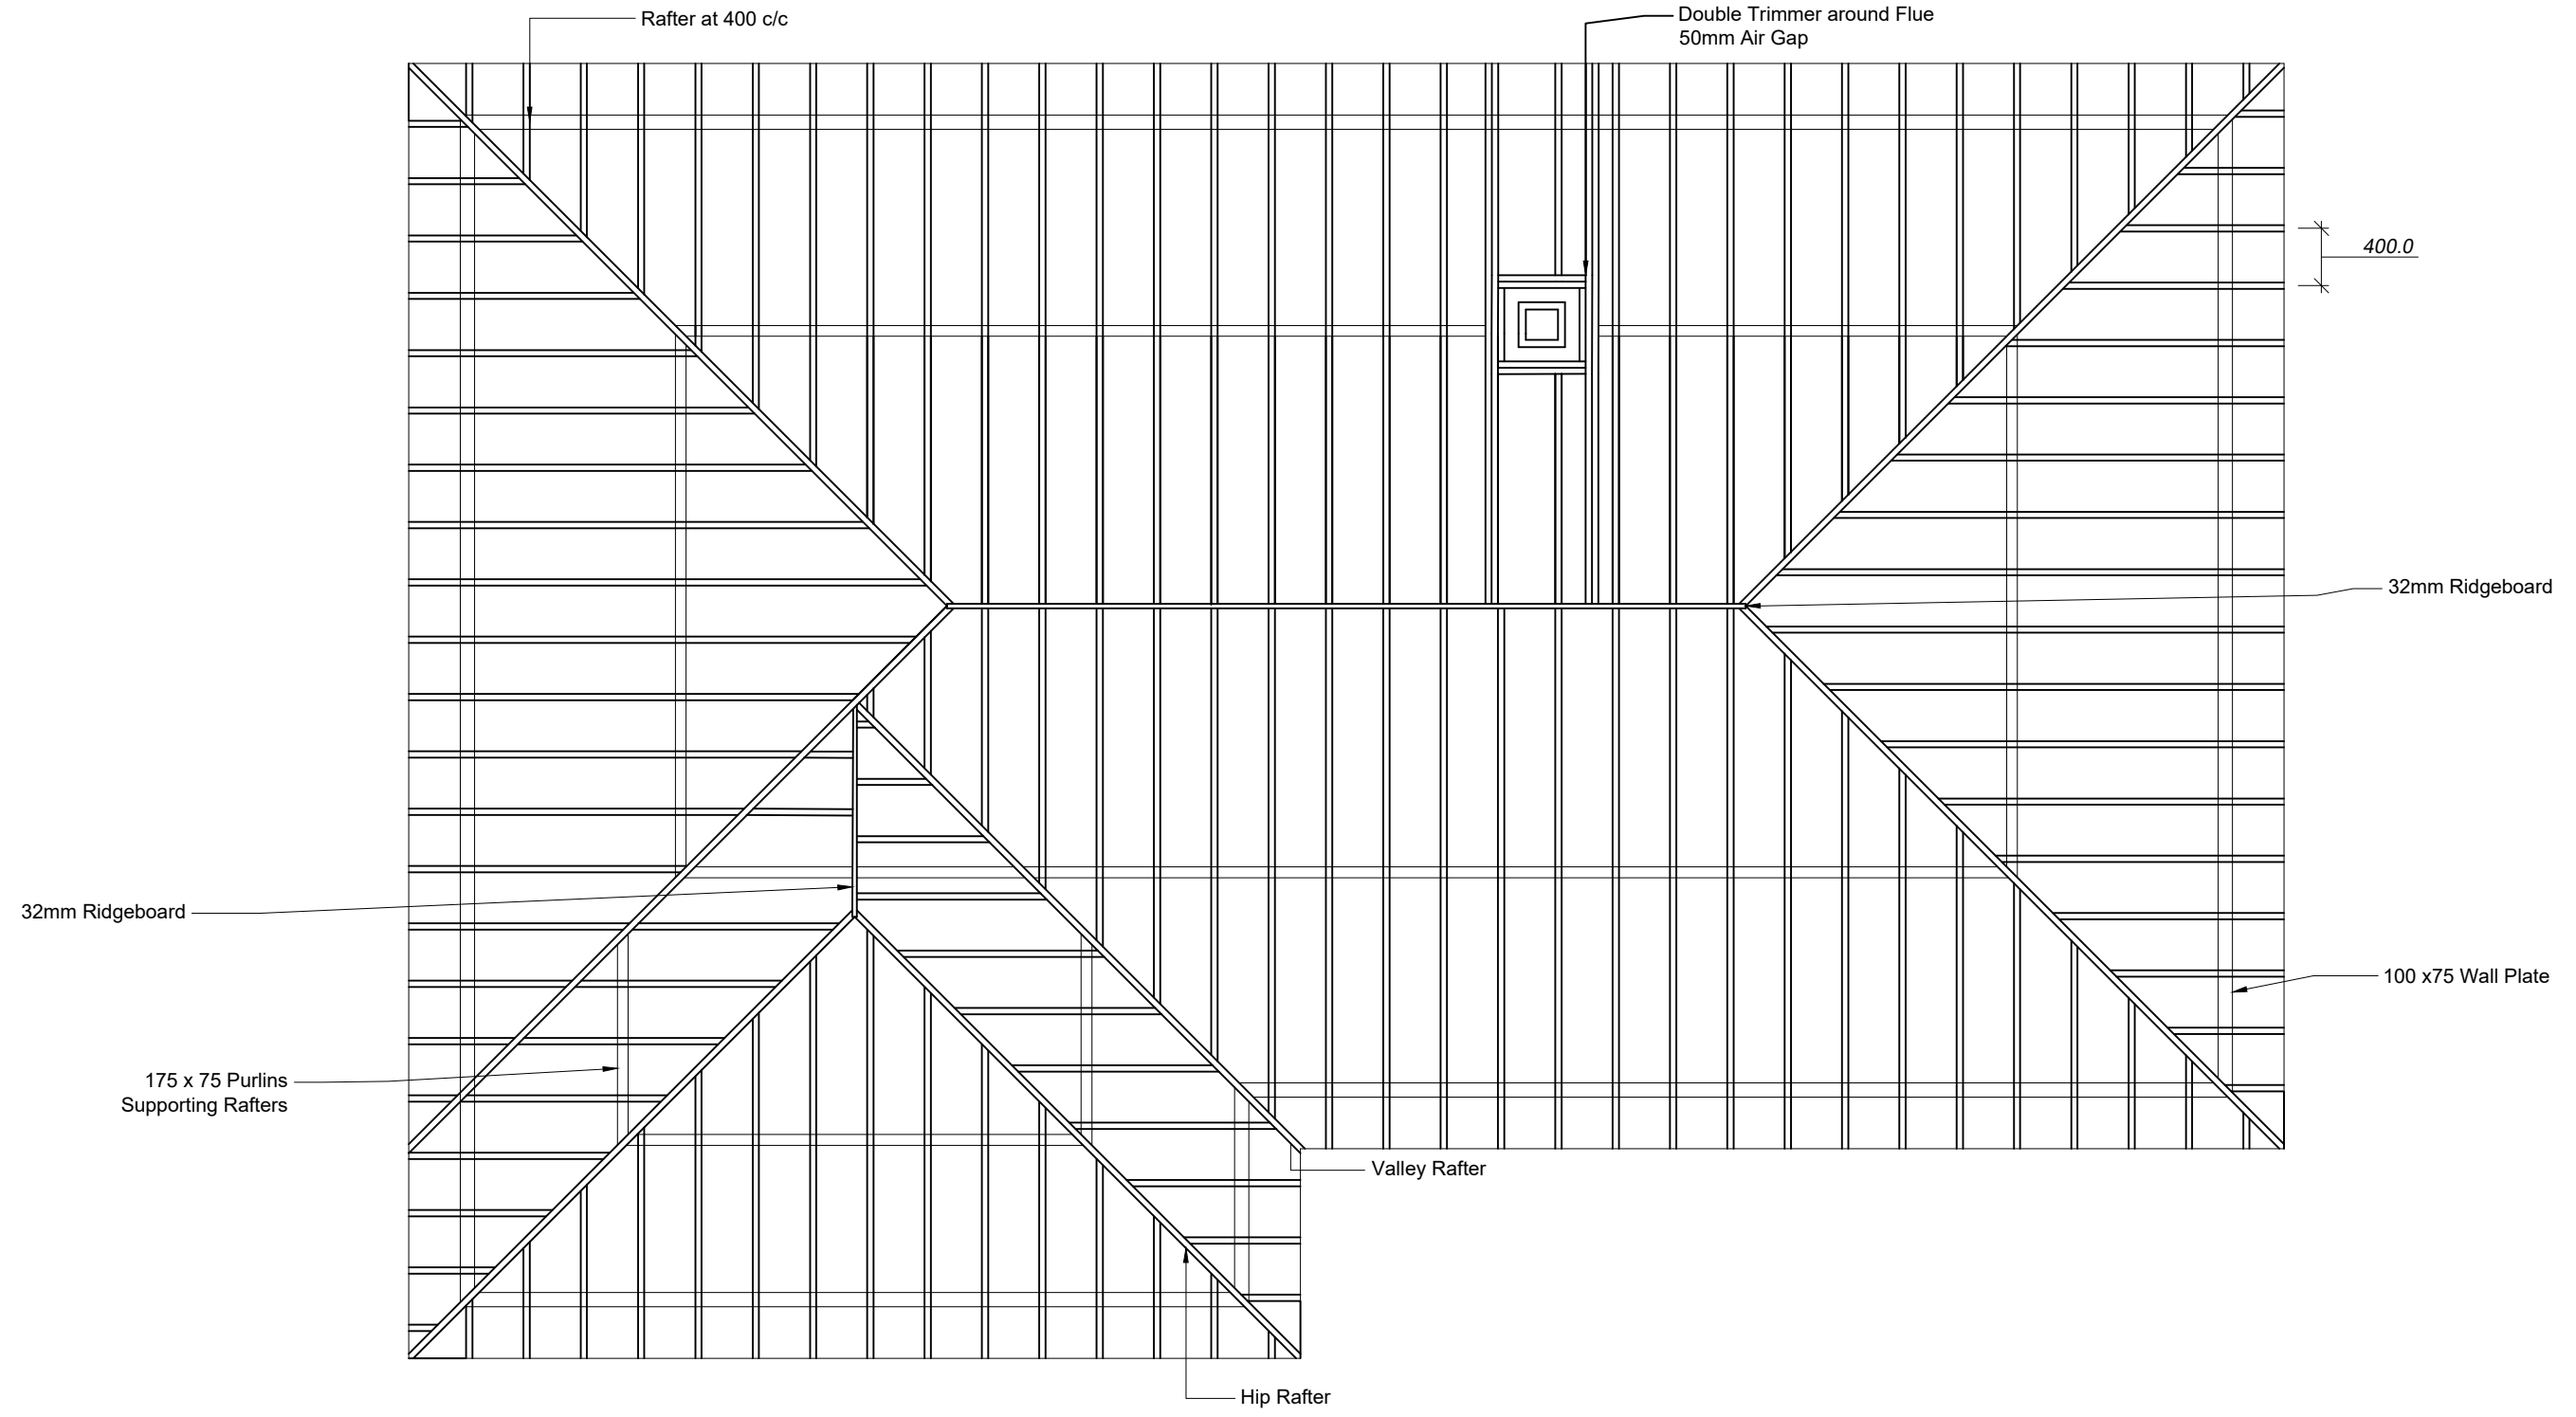 Rafter at 400 c/c
Double Trimmer around Flue
50mm Air Gap
400.0
32mm Ridgeboard
32mm Ridgeboard
100 x75 Wall Plate
175 x 75 Purlins
Supporting Rafters
Valley Rafter
Hip Rafter